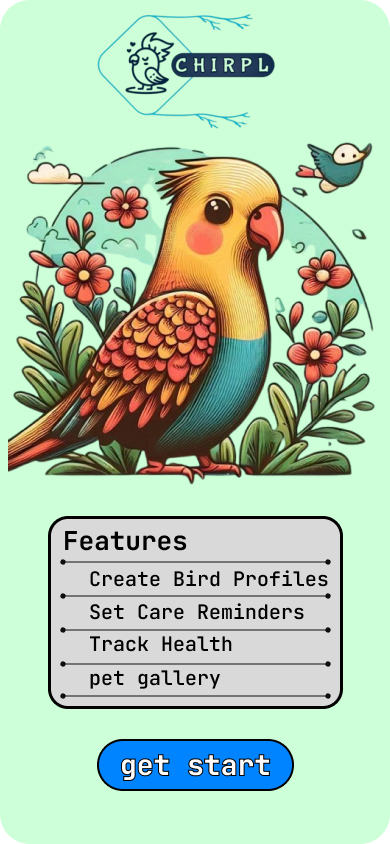 CHIRPL
Features
Create Bird Profiles
Set Care Reminders
Track Health
pet gallery
get start